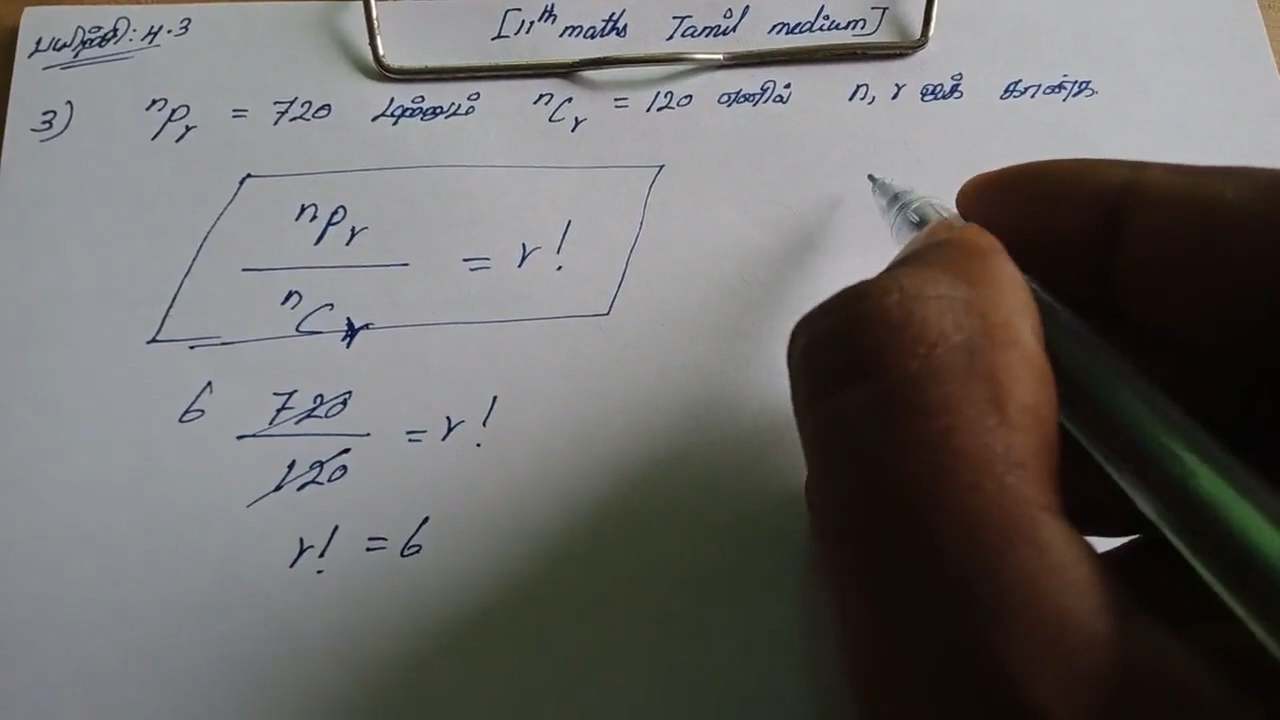 [11th maths Tamil medium]
பயிற்சி: 4.3
3) nPr = 720 மற்றும் nCr = 120 எனில் n, r ஐக் காண்க.
nPr / nCr = r!
6 720 / 120 = r!
r! = 6